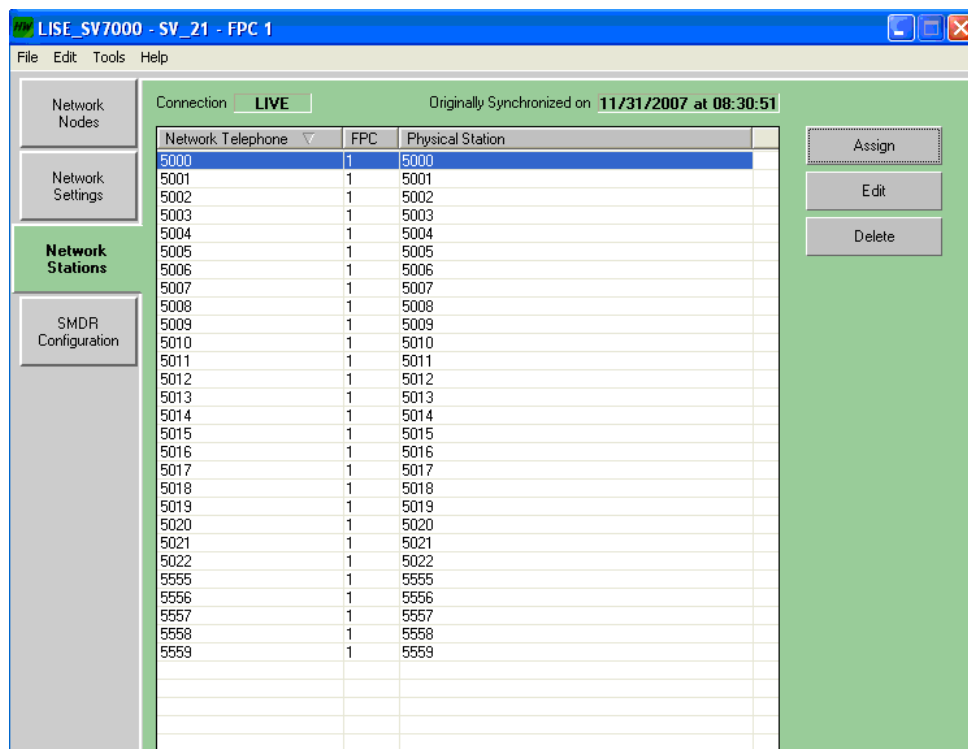 HW LISE_SV7000 - SV_21 - FPC 1
File Edit Tools Help
Network
Nodes
Network
Settings
Network
Stations
SMDR
Configuration
Connection LIVE Originally Synchronized on 11/31/2007 at 08:30:51
Network Telephone FPC Physical Station
5000 1 5000
5001 1 5001
5002 1 5002
5003 1 5003
5004 1 5004
5005 1 5005
5006 1 5006
5007 1 5007
5008 1 5008
5009 1 5009
5010 1 5010
5011 1 5011
5012 1 5012
5013 1 5013
5014 1 5014
5015 1 5015
5016 1 5016
5017 1 5017
5018 1 5018
5019 1 5019
5020 1 5020
5021 1 5021
5022 1 5022
5555 1 5555
5556 1 5556
5557 1 5557
5558 1 5558
5559 1 5559
Assign
Edit
Delete